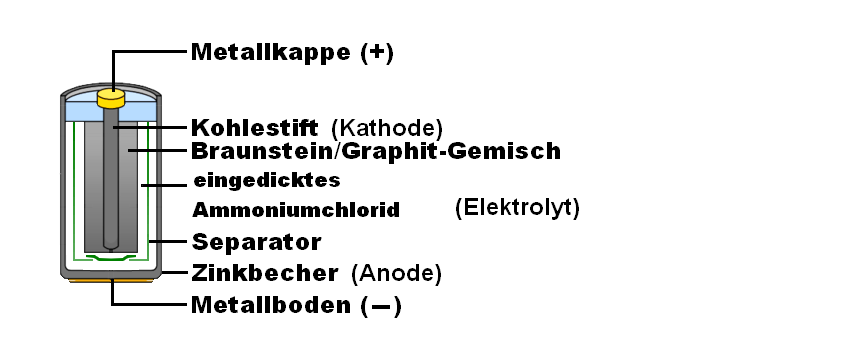 Metallkappe (+)
Kohlestift (Kathode)
Braunstein/Graphit-Gemisch
eingedicktes
Ammoniumchlorid (Elektrolyt)
Separator
Zinkbecher (Anode)
Metallboden (—)